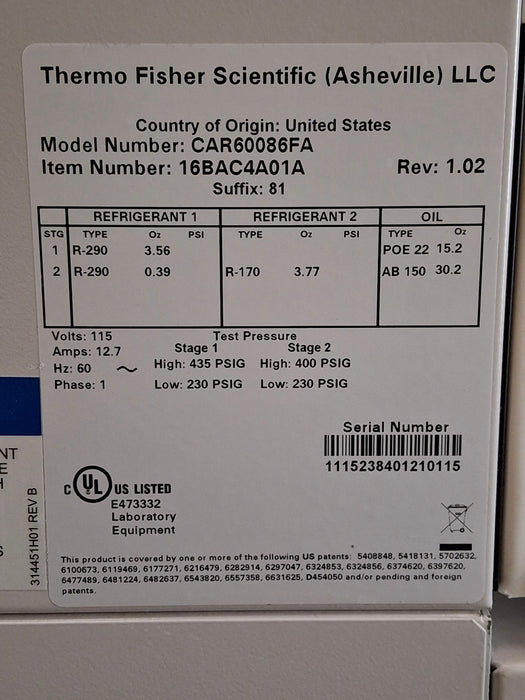 Thermo Fisher Scientific (Asheville) LLC
Country of Origin: United States
Model Number: CAR60086FA
Item Number: 16BAC4A01A Rev: 1.02
Suffix: 81
REFRIGERANT 1 REFRIGERANT 2 OIL
STG TYPE Oz PSI TYPE Oz PSI TYPE Oz
1 R-290 3.56 POE 22 15.2
2 R-290 0.39 R-170 3.77 AB 150 30.2
Volts: 115 Test Pressure
Amps: 12.7 Stage 1 Stage 2
Hz: 60 ~ High: 435 PSIG High: 400 PSIG
Phase: 1 Low: 230 PSIG Low: 230 PSIG
Serial Number
1115238401210115
C UL US LISTED
E473332
Laboratory
Equipment
This product is covered by one or more of the following US patents: 5408848, 5418131, 5702632,
6100673, 6119469, 6177271, 6216479, 6282914, 6297047, 6324853, 6324856, 6374620, 6397620,
6477489, 6481224, 6482637, 6543820, 6557358, 6631625, D454050 and/or pending and foreign
patents.
NT
E
H
S
314451H01 REV B